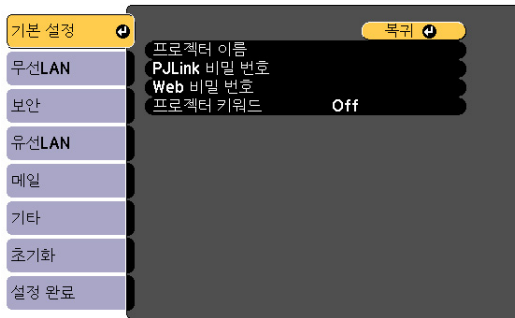 기본 설정
무선LAN
보안
유선LAN
메일
기타
초기화
설정 완료
복귀
프로젝터 이름
PJLink 비밀 번호
Web 비밀 번호
프로젝터 키워드 Off